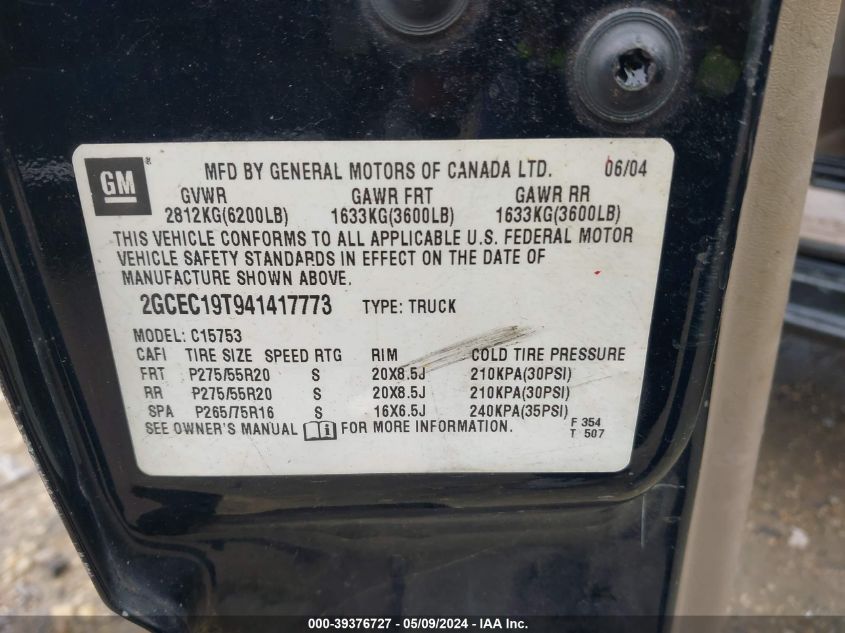 GM ® MFD BY GENERAL MOTORS OF CANADA LTD. 06/04
GVWR GAWR FRT GAWR RR
2812KG(6200LB) 1633KG(3600LB) 1633KG(3600LB)
THIS VEHICLE CONFORMS TO ALL APPLICABLE U.S. FEDERAL MOTOR
VEHICLE SAFETY STANDARDS IN EFFECT ON THE DATE OF
MANUFACTURE SHOWN ABOVE.
2GCEC19T941417773 TYPE: TRUCK
MODEL: C15753
CAFI TIRE SIZE SPEED RTG RIM COLD TIRE PRESSURE
FRT P275/55R20 S 20X8.5J 210KPA(30PSI)
RR P275/55R20 S 20X8.5J 210KPA(30PSI)
SPA P265/75R16 S 16X6.5J 240KPA(35PSI)
SEE OWNER'S MANUAL i FOR MORE INFORMATION. F 354
T 507
000-39376727 - 05/09/2024 - IAA Inc.